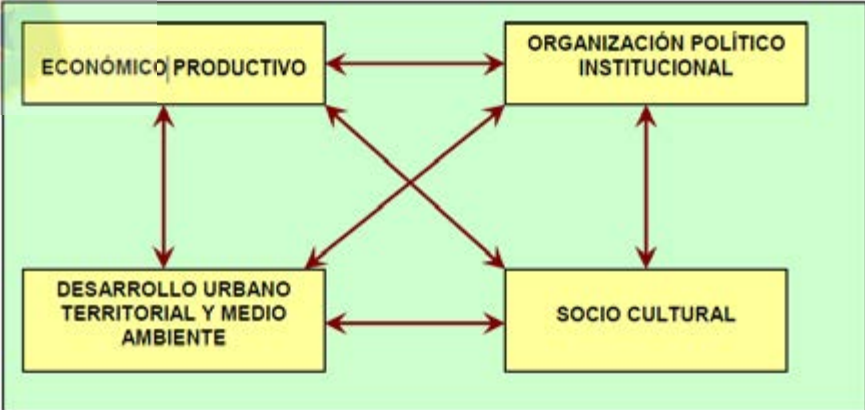 ECONÓMICO PRODUCTIVO
ORGANIZACIÓN POLÍTICO
INSTITUCIONAL
DESARROLLO URBANO
TERRITORIAL Y MEDIO
AMBIENTE
SOCIO CULTURAL